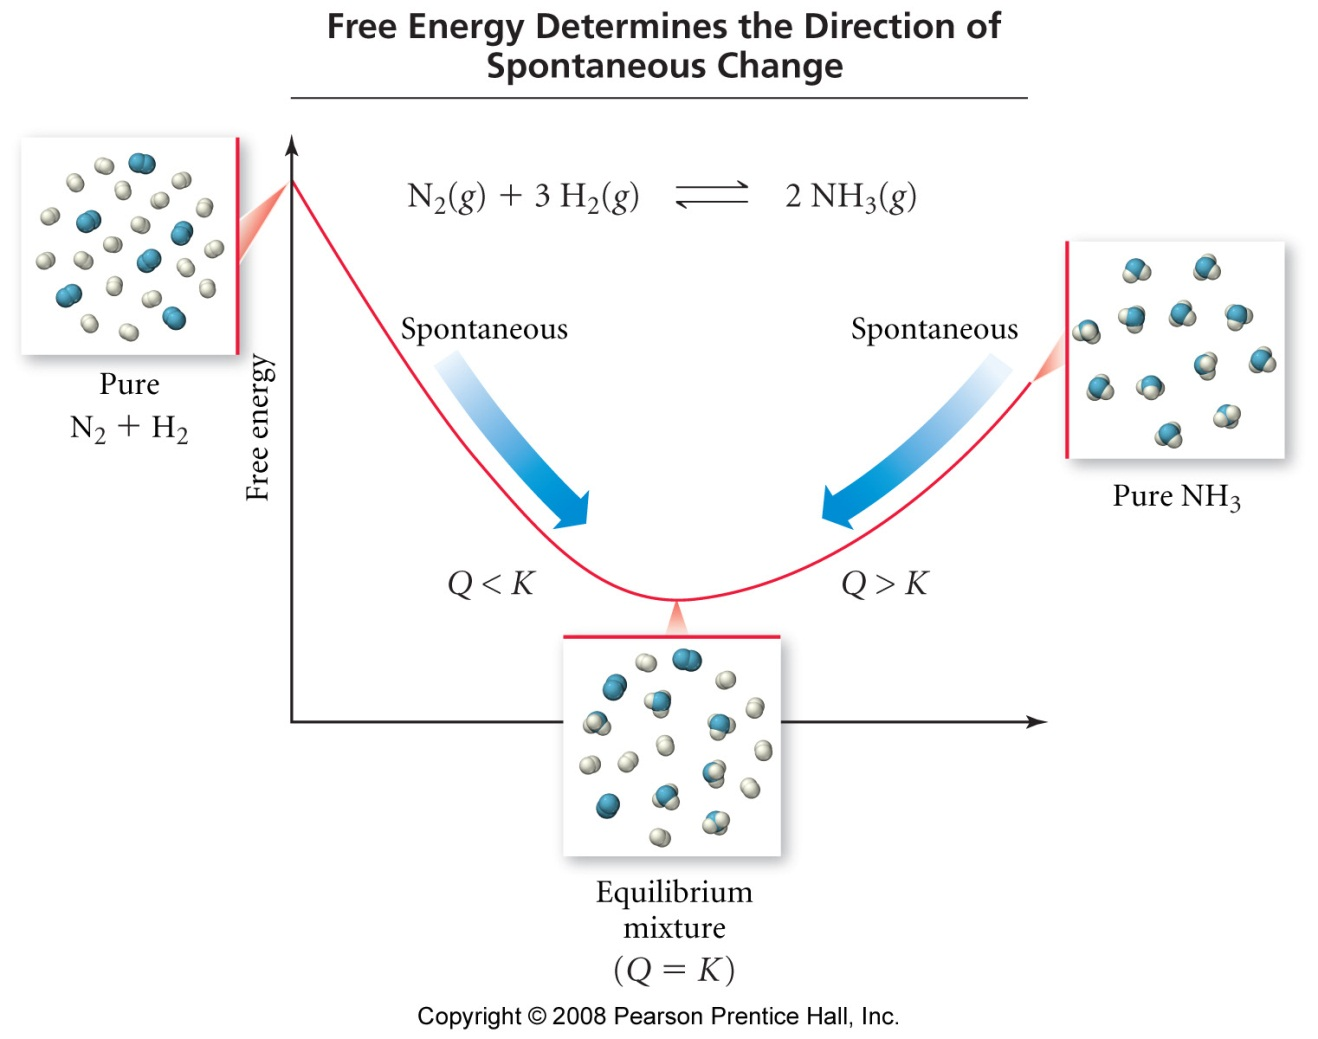 Free Energy Determines the Direction of
Spontaneous Change
N₂(g) + 3 H₂(g) ⇌ 2 NH₃(g)
Pure
N₂ + H₂
Free energy
Spontaneous
Spontaneous
Pure NH₃
Q < K
Q > K
Equilibrium
mixture
(Q = K)
Copyright © 2008 Pearson Prentice Hall, Inc.